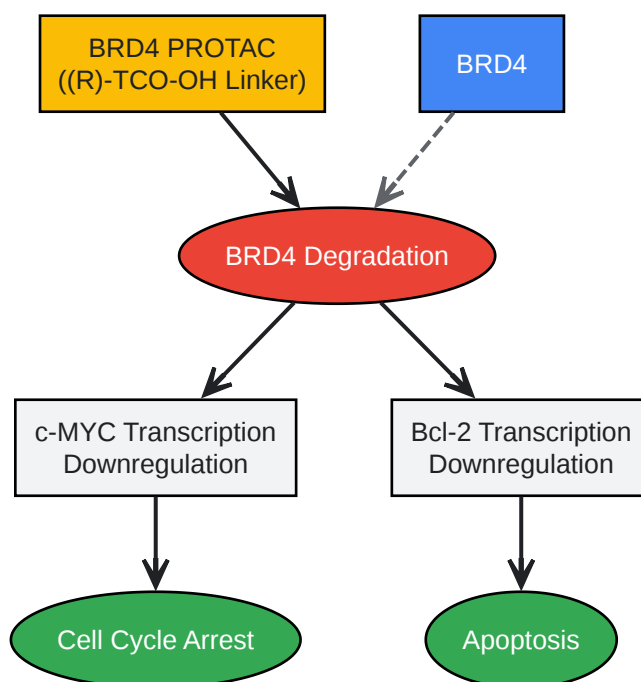 BRD4 PROTAC
((R)-TCO-OH Linker)
BRD4
BRD4 Degradation
c-MYC Transcription
Downregulation
Bcl-2 Transcription
Downregulation
Cell Cycle Arrest
Apoptosis